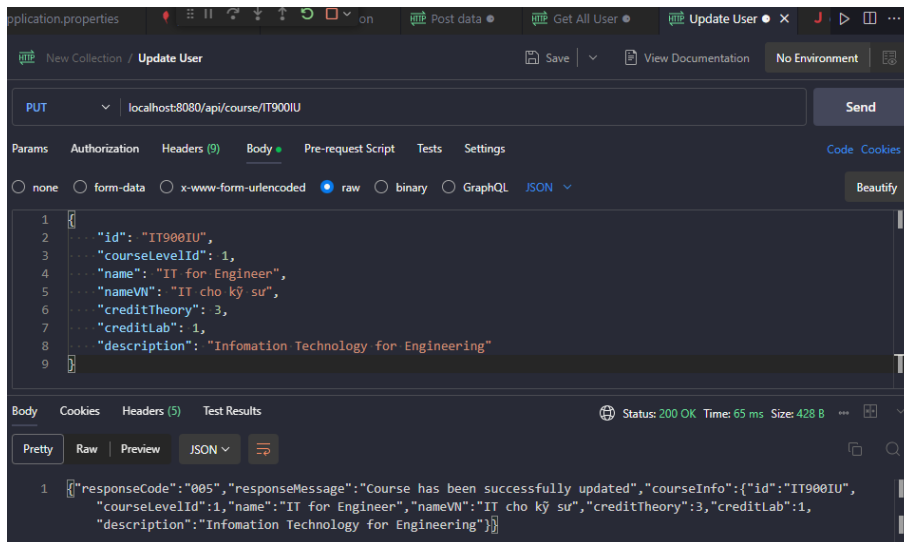 pplication.properties on HTTP Post data HTTP Get All User HTTP Update User J
HTTP New Collection / Update User Save View Documentation No Environment
PUT localhost:8080/api/course/IT900IU Send
Params Authorization Headers (9) Body Pre-request Script Tests Settings Code Cookies
none form-data x-www-form-urlencoded raw binary GraphQL JSON Beautify
1 {
2 "id": "IT900IU",
3 "courseLevelId": 1,
4 "name": "IT for Engineer",
5 "nameVN": "IT cho kỹ sư",
6 "creditTheory": 3,
7 "creditLab": 1,
8 "description": "Infomation Technology for Engineering"
9 }
Body Cookies Headers (5) Test Results Status: 200 OK Time: 65 ms Size: 428 B
Pretty Raw Preview JSON
1 {"responseCode":"005","responseMessage":"Course has been successfully updated","courseInfo":{"id":"IT900IU",
"courseLevelId":1,"name":"IT for Engineer","nameVN":"IT cho kỹ sư","creditTheory":3,"creditLab":1,
"description":"Infomation Technology for Engineering"}}